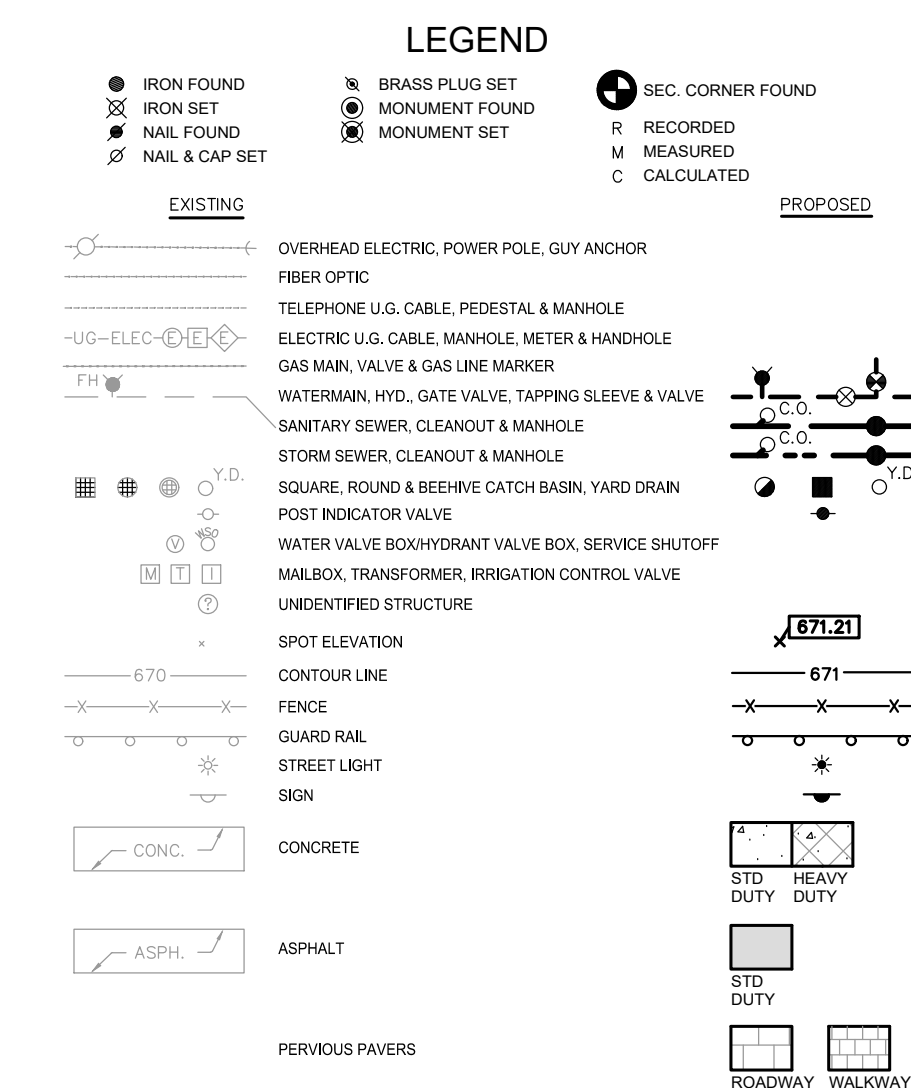 LEGEND
IRON FOUND
IRON SET
NAIL FOUND
NAIL & CAP SET
BRASS PLUG SET
MONUMENT FOUND
MONUMENT SET
SEC. CORNER FOUND
R RECORDED
M MEASURED
C CALCULATED
EXISTING PROPOSED
OVERHEAD ELECTRIC, POWER POLE, GUY ANCHOR
FIBER OPTIC
TELEPHONE U.G. CABLE, PEDESTAL & MANHOLE
-UG-ELEC-E-E-E- ELECTRIC U.G. CABLE, MANHOLE, METER & HANDHOLE
GAS MAIN, VALVE & GAS LINE MARKER
FH WATERMAIN, HYD., GATE VALVE, TAPPING SLEEVE & VALVE
SANITARY SEWER, CLEANOUT & MANHOLE C.O.
STORM SEWER, CLEANOUT & MANHOLE C.O.
Y.D. SQUARE, ROUND & BEEHIVE CATCH BASIN, YARD DRAIN Y.D.
POST INDICATOR VALVE
V WSO WATER VALVE BOX/HYDRANT VALVE BOX, SERVICE SHUTOFF
M T I MAILBOX, TRANSFORMER, IRRIGATION CONTROL VALVE
? UNIDENTIFIED STRUCTURE
x SPOT ELEVATION x 671.21
670 CONTOUR LINE 671
-X-X-X- FENCE -X-X-X
GUARD RAIL
STREET LIGHT
SIGN
CONC. CONCRETE
STD DUTY
HEAVY DUTY
ASPH. ASPHALT
STD DUTY
PERVIOUS PAVERS
ROADWAY WALKWAY